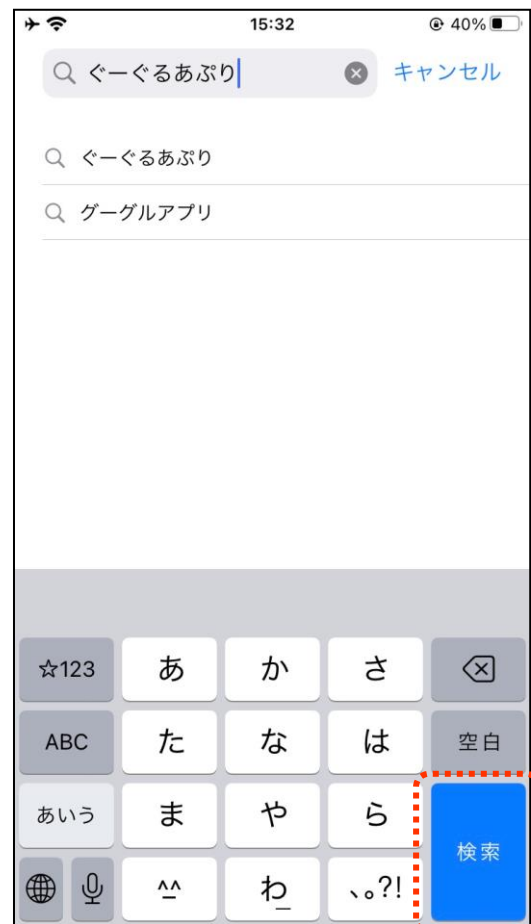 15:32 40%
ぐーぐるあぷり キャンセル
ぐーぐるあぷり
グーグルアプリ
☆123 あ か さ
ABC た な は 空白
あいう ま や ら 検索
^^ わ_ 、。?!